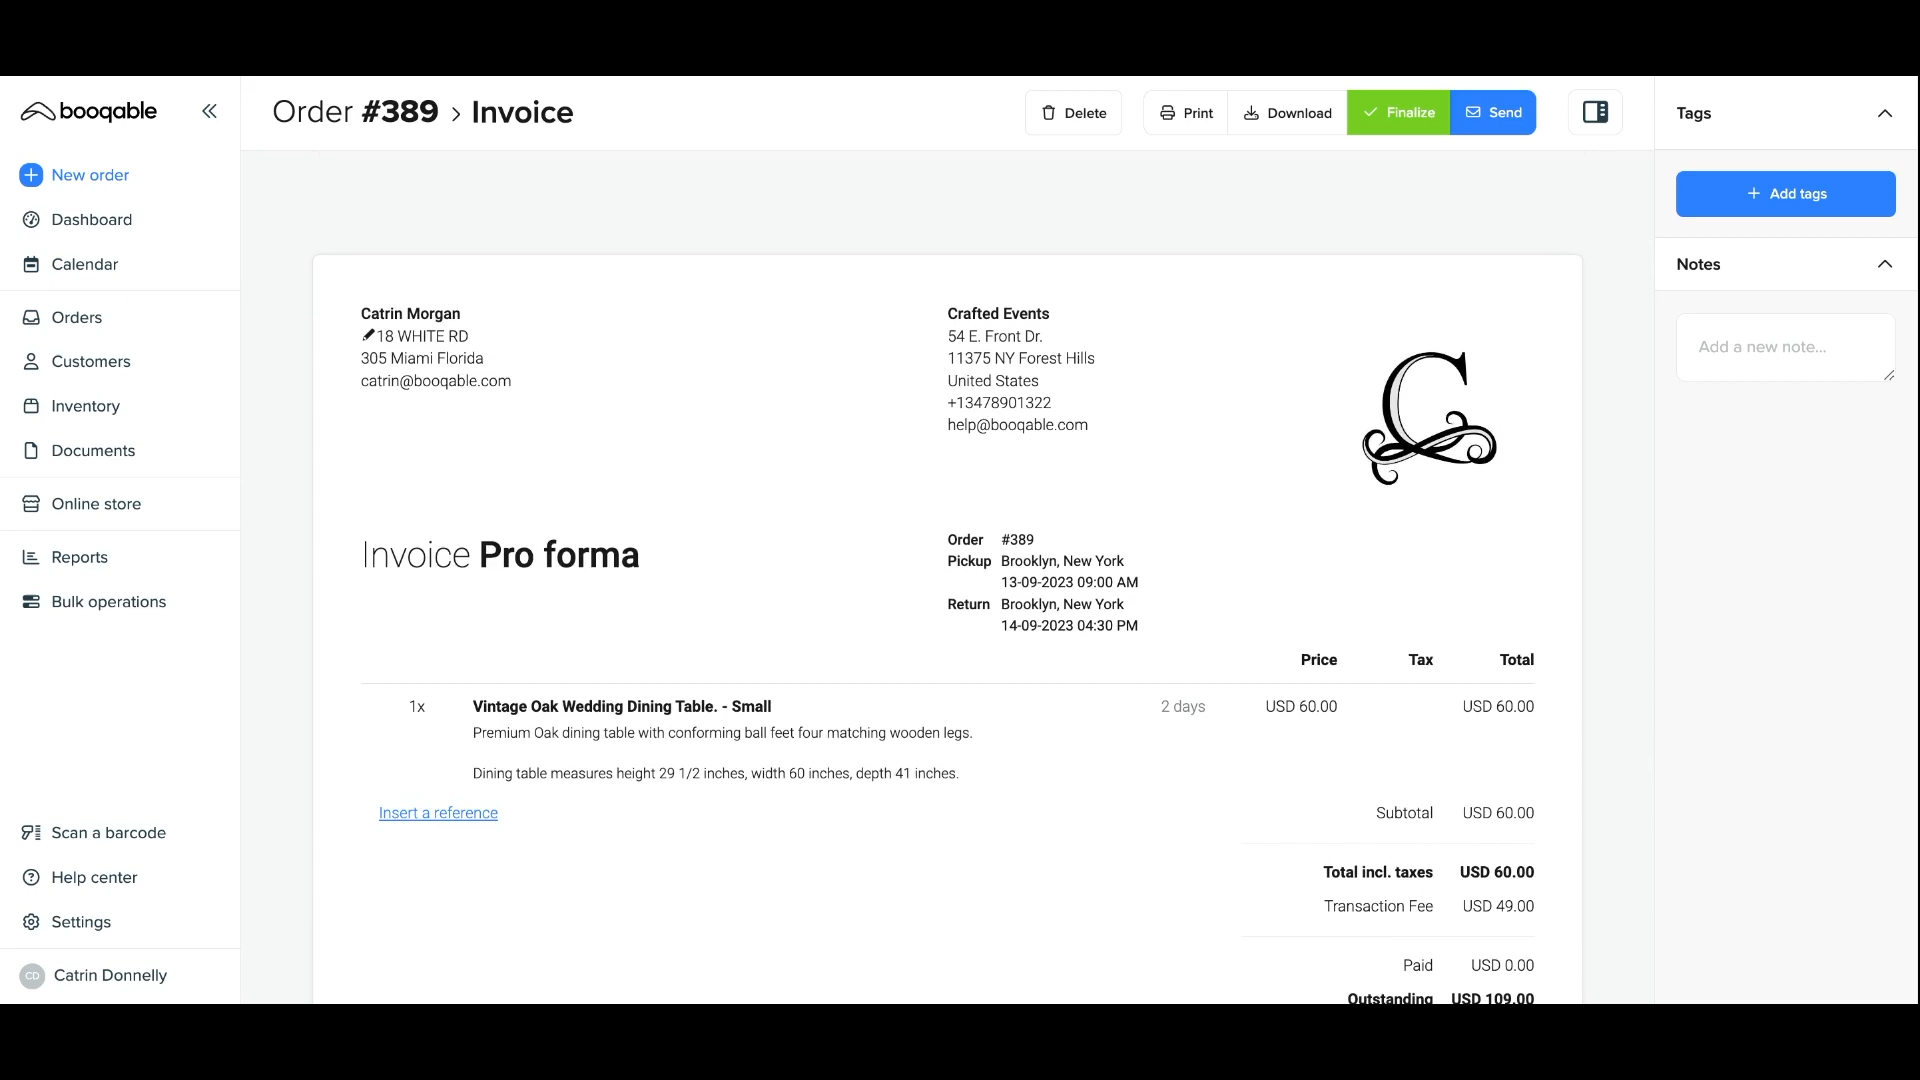 booqable
New order
Dashboard
Calendar
Orders
Customers
Inventory
Documents
Online store
Reports
Bulk operations
Scan a barcode
Help center
Settings
CD Catrin Donnelly
Order #389 › Invoice
Delete
Print
Download
Finalize
Send
Catrin Morgan
18 WHITE RD
305 Miami Florida
catrin@booqable.com
Crafted Events
54 E. Front Dr.
11375 NY Forest Hills
United States
+13478901322
help@booqable.com
C
Invoice Pro forma
Order #389
Pickup Brooklyn, New York
13-09-2023 09:00 AM
Return Brooklyn, New York
14-09-2023 04:30 PM
Price Tax Total
1x Vintage Oak Wedding Dining Table. - Small 2 days USD 60.00 USD 60.00
Premium Oak dining table with conforming ball feet four matching wooden legs.
Dining table measures height 29 1/2 inches, width 60 inches, depth 41 inches.
Insert a reference
Subtotal USD 60.00
Total incl. taxes USD 60.00
Transaction Fee USD 49.00
Paid USD 0.00
Outstanding USD 109.00
Tags
Add tags
Notes
Add a new note...